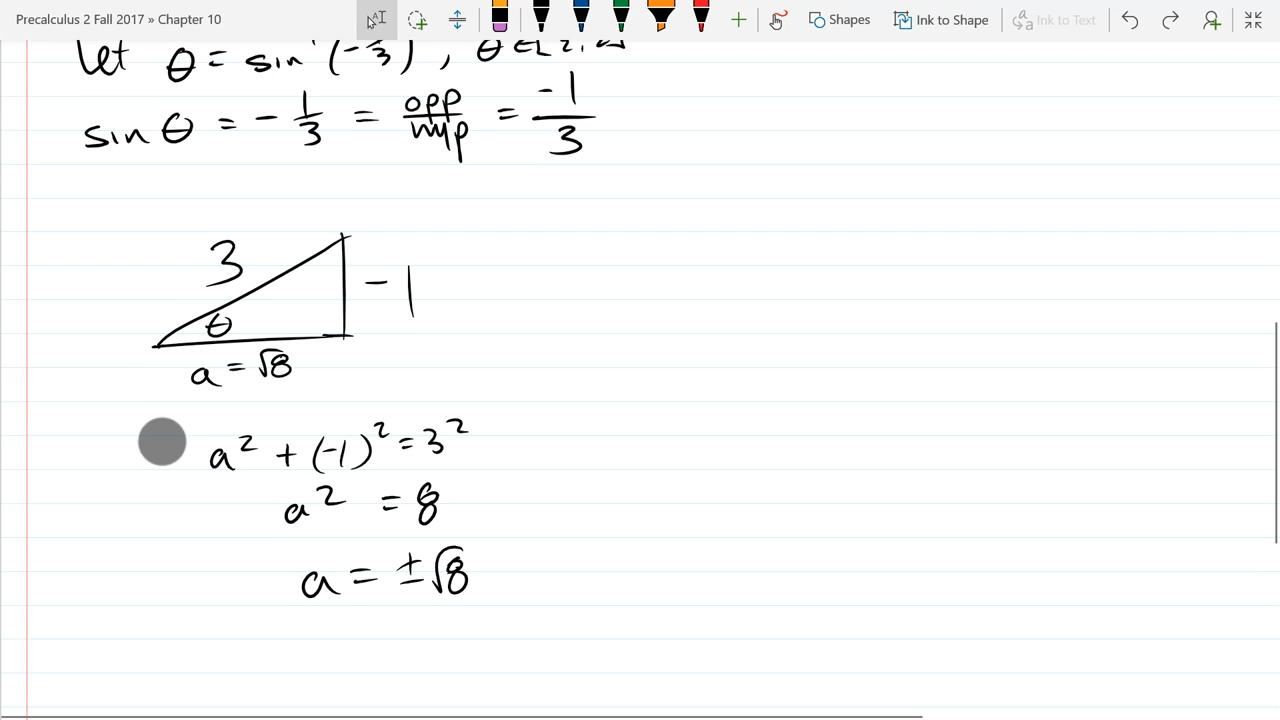 Precalculus 2 Fall 2017 » Chapter 10
Shapes
Ink to Shape
Ink to Text
Let θ = sin⁻¹(-1/3), θ ∈ [
sin θ = - 1/3 = opp/hyp = -1/3
3
-1
θ
a = √8
a² + (-1)² = 3²
a² = 8
a = ±√8